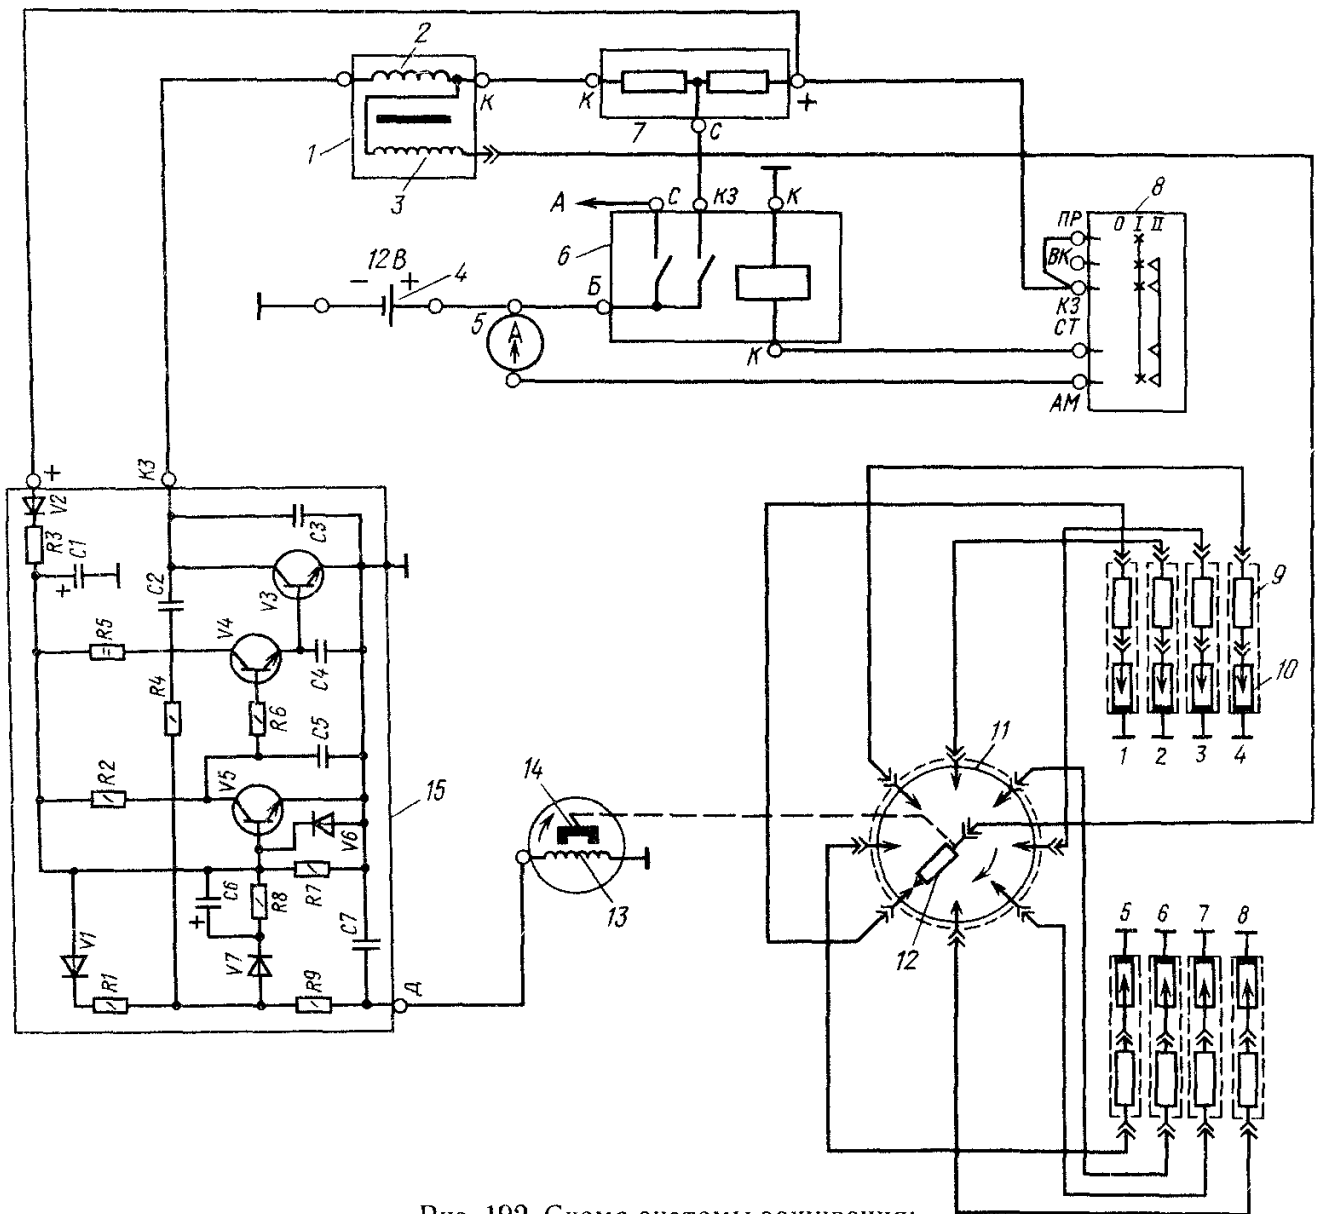 2
К
К
+
7
С
1
3
А
С
КЗ
К
8
ПР
0 I II
6
ВК
12В
- +
4
Б
КЗ
СТ
5
А
К
АМ
+
КЗ
V2
R3
C1
+
C3
C2
V3
R5
V4
9
C4
R4
10
R6
C5
1 2 3 4
11
R2
V5
14
15
V6
C6
+
R8
R7
13
C7
5 6 7 8
12
V1
V7
R1
R9
Д
Рис. 192. Схема системы зажигания: